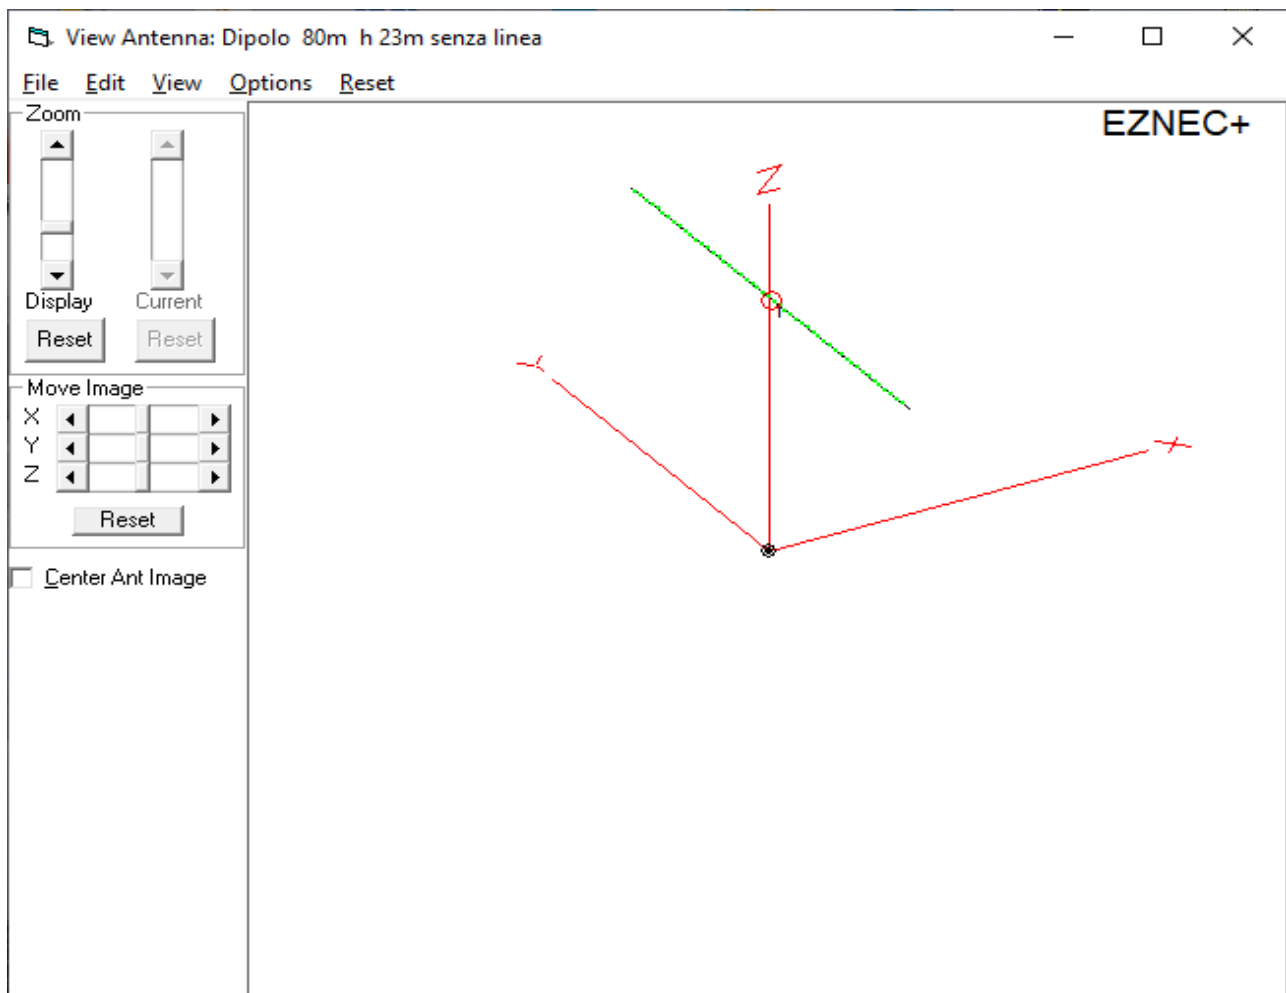 View Antenna: Dipolo  80m  h 23m senza linea
File Edit View Options Reset
Zoom
Display Current
Reset Reset
Move Image
X
Y
Z
Reset
Center Ant Image
EZNEC+
Z
1
Y
X